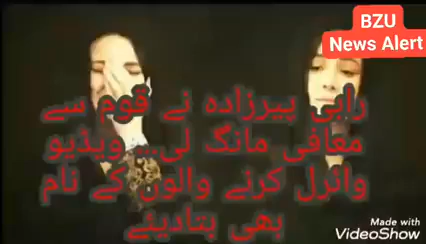 BZU
News Alert
رابی پیرزادہ نے قوم سے
معافی مانگ لی... ویڈیو
وائرل کرنے والوں کے نام
بھی بتادیئے
Made with
VideoShow